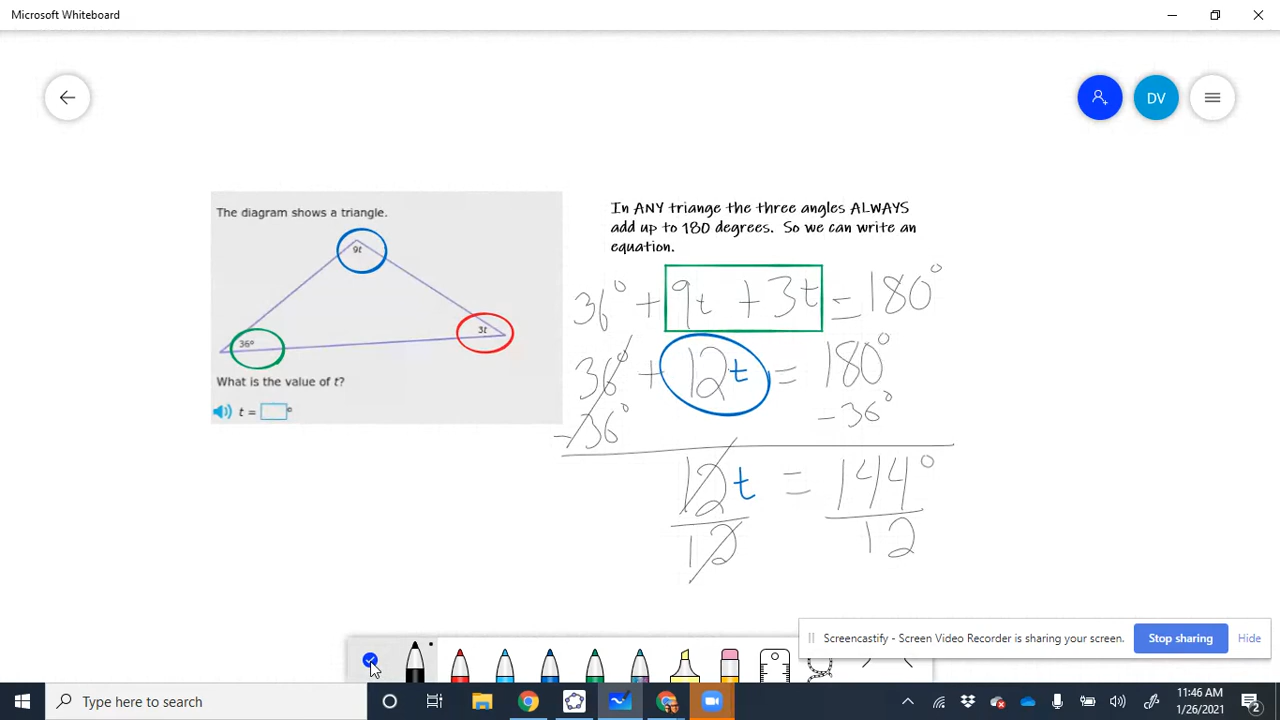 Microsoft Whiteboard
DV
The diagram shows a triangle.
9t
3t
36°
What is the value of t?
t = °
In ANY triange the three angles ALWAYS
add up to 180 degrees. So we can write an
equation.
36° + 9t + 3t = 180°
36° + 12t = 180°
-36° -36°
12t = 144°
12 12
Screencastify - Screen Video Recorder is sharing your screen.
Stop sharing
Hide
Type here to search
11:46 AM
1/26/2021
2